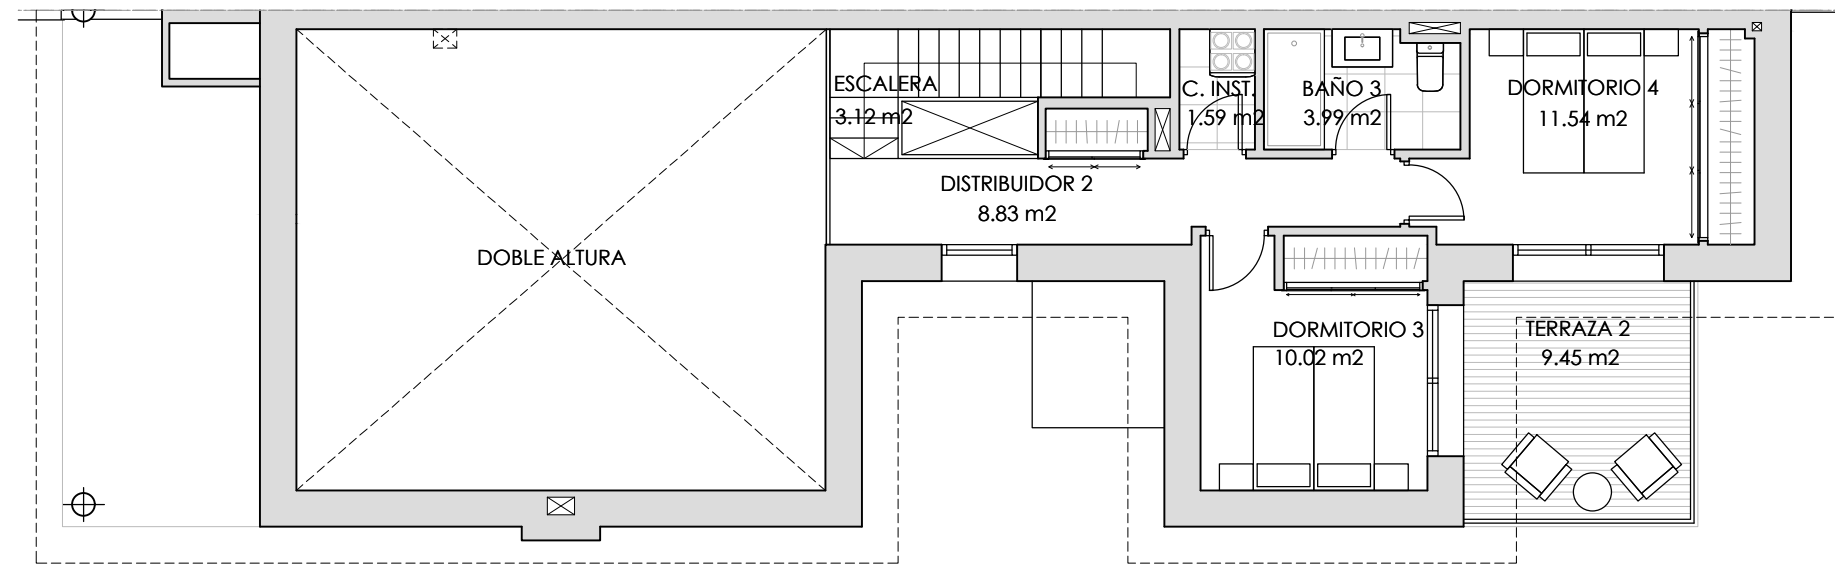 ESCALERA
3.12 m2
C. INST.
1.59 m2
BAÑO 3
3.99 m2
DORMITORIO 4
11.54 m2
DISTRIBUIDOR 2
8.83 m2
DOBLE ALTURA
DORMITORIO 3
10.02 m2
TERRAZA 2
9.45 m2